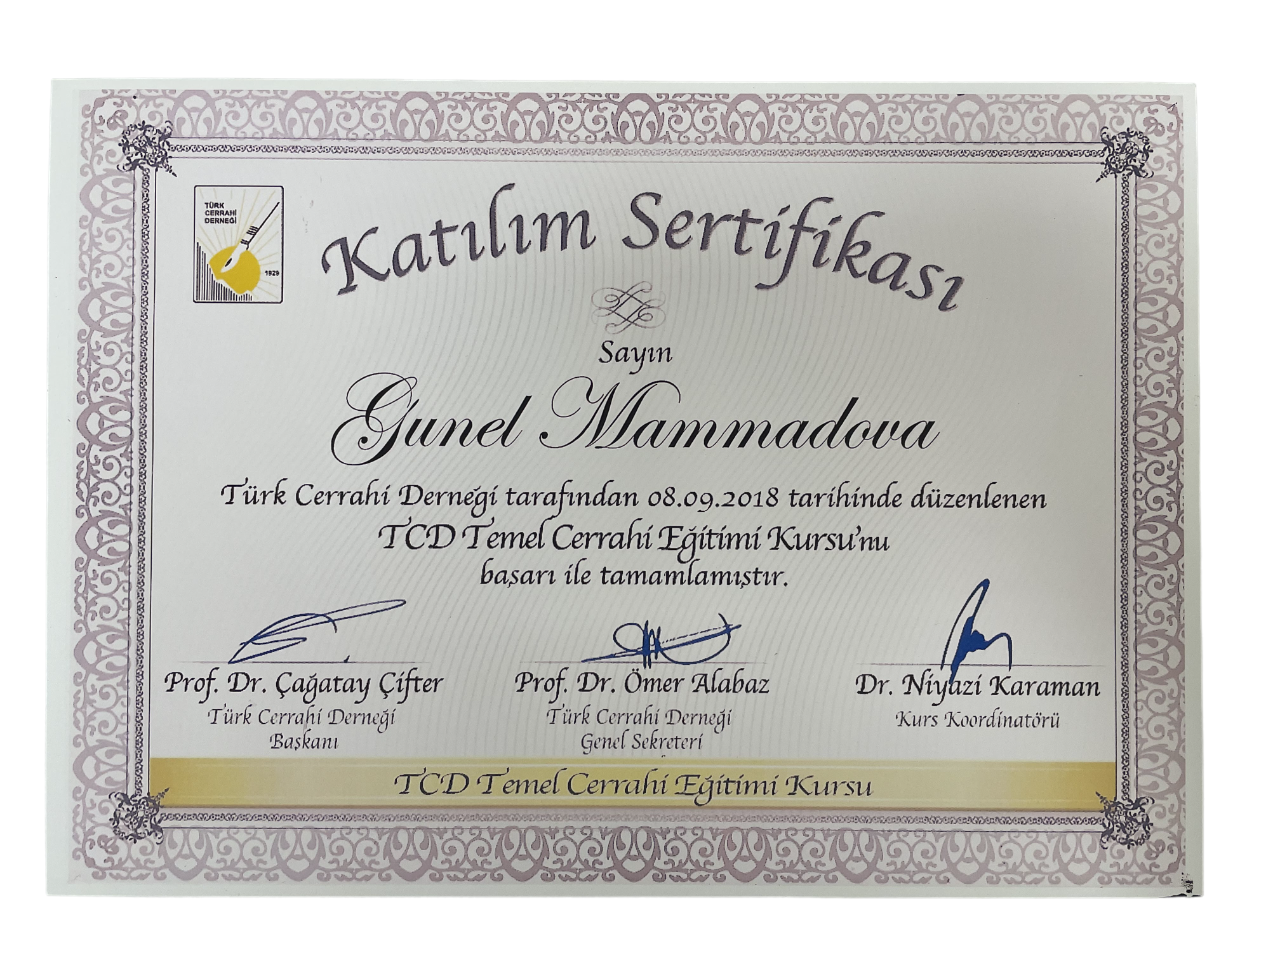 TÜRK
CERRAHİ
DERNEĞİ
1929
Katılım Sertifikası
Sayın
Gunel Mammadova
Türk Cerrahi Derneği tarafından 08.09.2018 tarihinde düzenlenen
TCD Temel Cerrahi Eğitimi Kursu'nu
başarı ile tamamlamıştır.
Prof. Dr. Çağatay Çifter Prof. Dr. Ömer Alabaz Dr. Niyazi Karaman
Türk Cerrahi Derneği Türk Cerrahi Derneği Kurs Koordinatörü
Başkanı Genel Sekreteri
TCD Temel Cerrahi Eğitimi Kursu